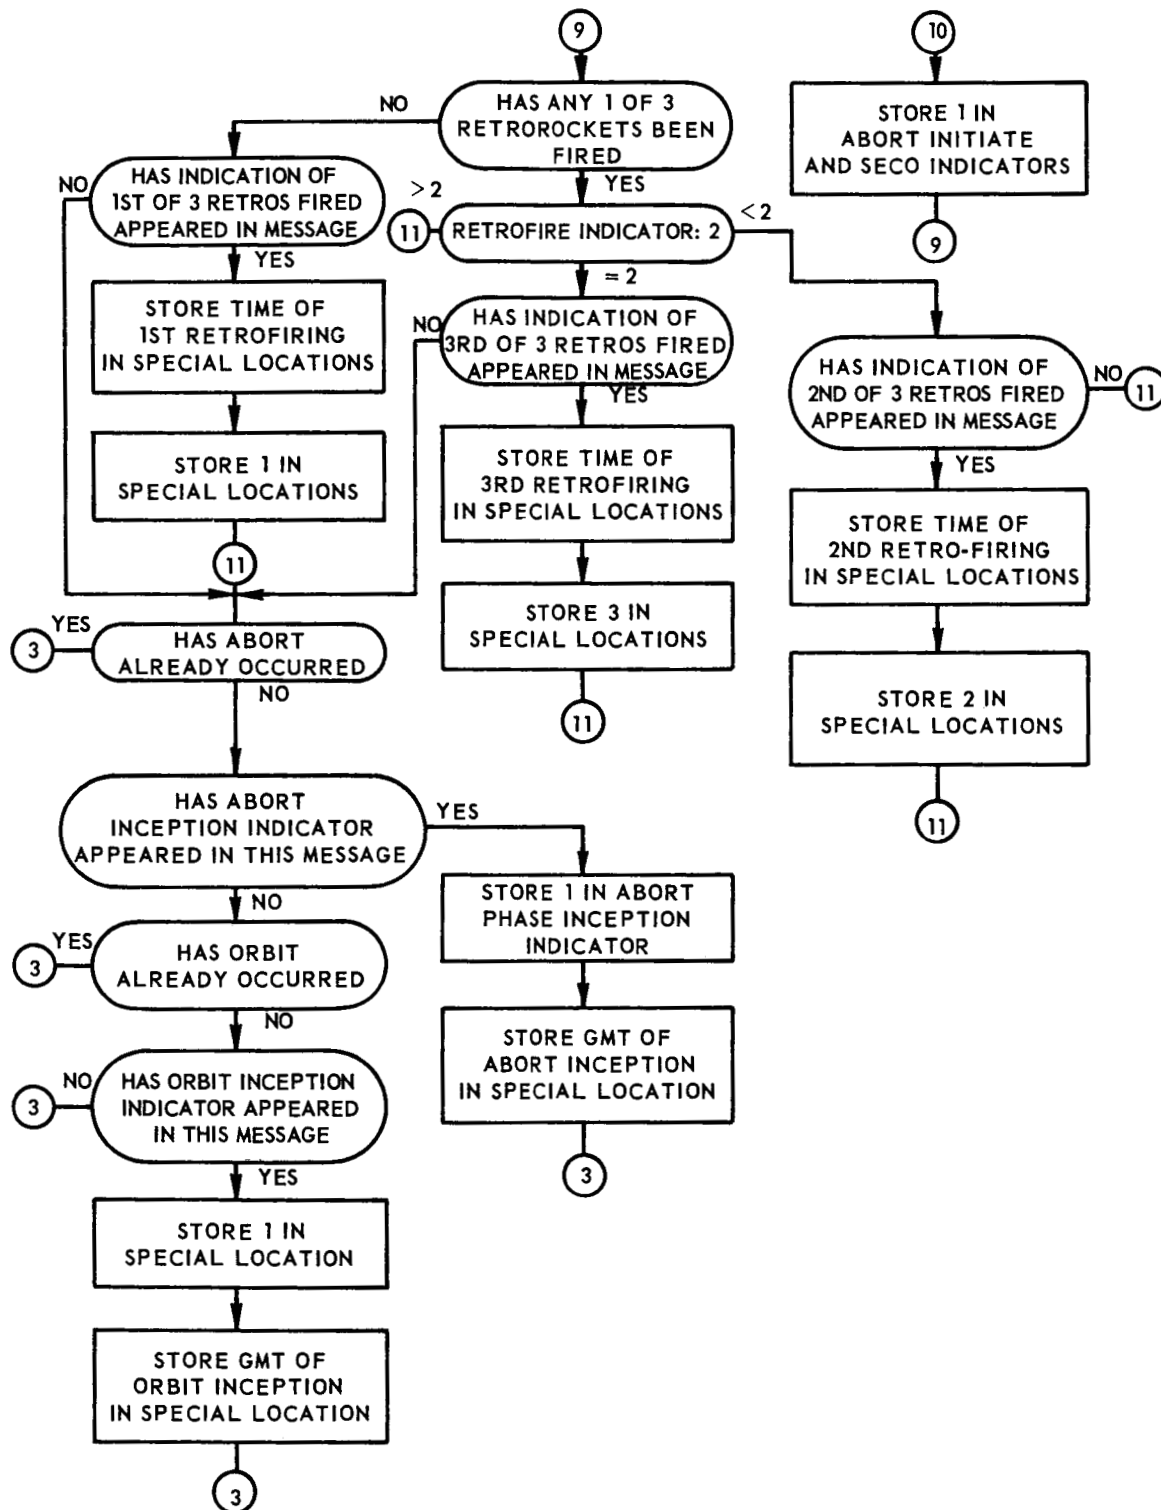 9
HAS ANY 1 OF 3
RETROROCKETS BEEN
FIRED
NO
YES
10
STORE 1 IN
ABORT INITIATE
AND SECO INDICATORS
9
HAS INDICATION OF
1ST OF 3 RETROS FIRED
APPEARED IN MESSAGE
NO
YES
STORE TIME OF
1ST RETROFIRING
IN SPECIAL LOCATIONS
STORE 1 IN
SPECIAL LOCATIONS
11
> 2
11
RETROFIRE INDICATOR: 2
< 2
= 2
HAS INDICATION OF
3RD OF 3 RETROS FIRED
APPEARED IN MESSAGE
NO
YES
STORE TIME OF
3RD RETROFIRING
IN SPECIAL LOCATIONS
STORE 3 IN
SPECIAL LOCATIONS
11
HAS INDICATION OF
2ND OF 3 RETROS FIRED
APPEARED IN MESSAGE
NO
11
YES
STORE TIME OF
2ND RETRO-FIRING
IN SPECIAL LOCATIONS
STORE 2 IN
SPECIAL LOCATIONS
11
YES
3
HAS ABORT
ALREADY OCCURRED
NO
HAS ABORT
INCEPTION INDICATOR
APPEARED IN THIS MESSAGE
YES
STORE 1 IN ABORT
PHASE INCEPTION
INDICATOR
STORE GMT OF
ABORT INCEPTION
IN SPECIAL LOCATION
3
NO
YES
3
HAS ORBIT
ALREADY OCCURRED
NO
NO
3
HAS ORBIT INCEPTION
INDICATOR APPEARED
IN THIS MESSAGE
YES
STORE 1 IN
SPECIAL LOCATION
STORE GMT OF
ORBIT INCEPTION
IN SPECIAL LOCATION
3